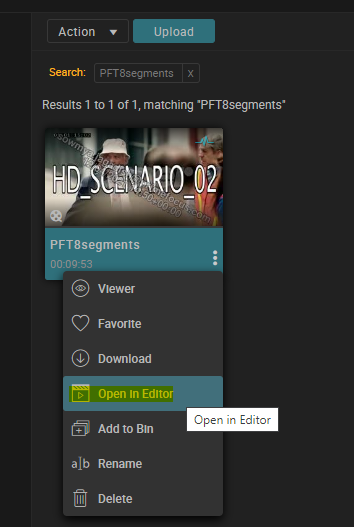 Action
Upload
Search:
PFT8segments
x
Results 1 to 1 of 1, matching "PFT8segments"
HD_SCENARIO_02
PFT8segments
00:09:53
Viewer
Favorite
Download
Open in Editor
Open in Editor
Add to Bin
Rename
Delete